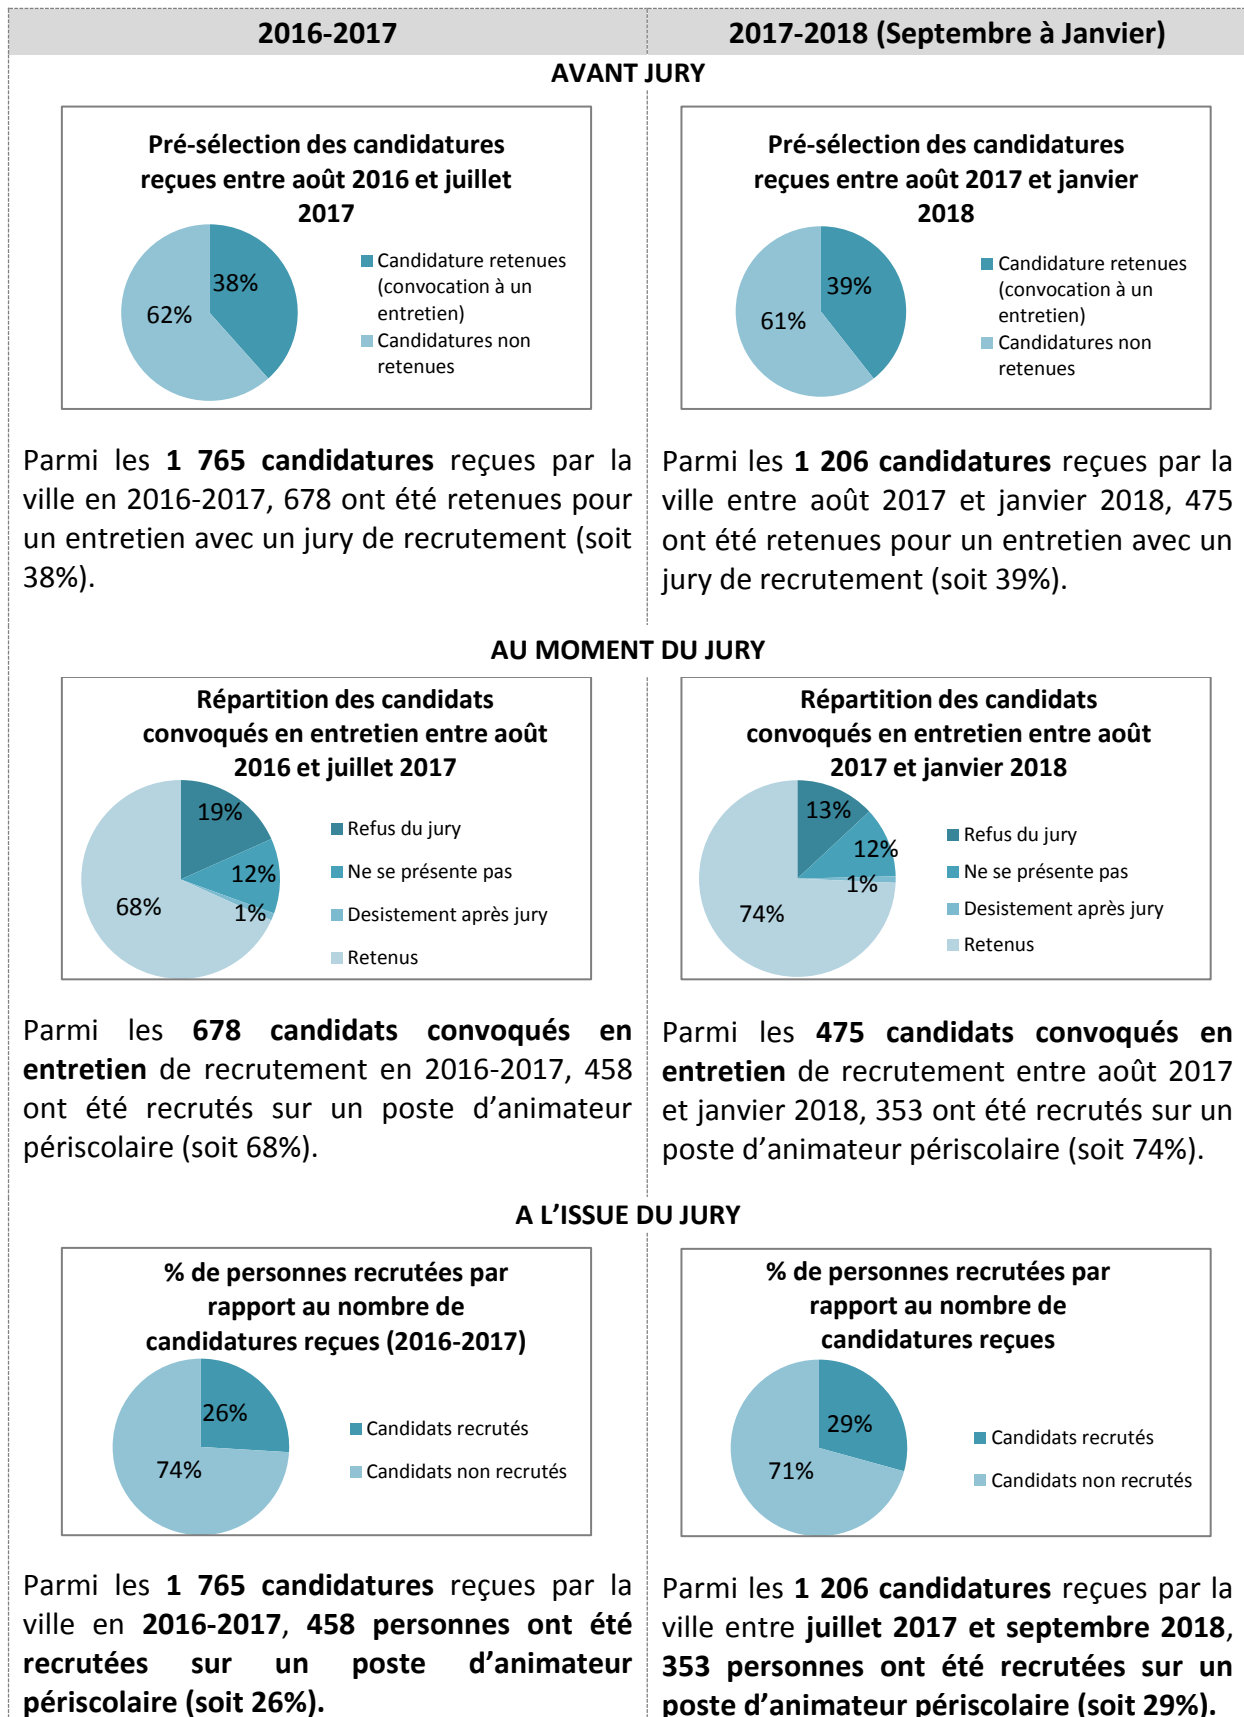 2016-2017
2017-2018 (Septembre à Janvier)
AVANT JURY
Pré-sélection des candidatures
reçues entre août 2016 et juillet
2017
38%
62%
Candidature retenues
(convocation à un
entretien)
Candidatures non
retenues
Pré-sélection des candidatures
reçues entre août 2017 et janvier
2018
39%
61%
Candidature retenues
(convocation à un
entretien)
Candidatures non
retenues
Parmi les 1 765 candidatures reçues par la
ville en 2016-2017, 678 ont été retenues pour
un entretien avec un jury de recrutement (soit
38%).
Parmi les 1 206 candidatures reçues par la
ville entre août 2017 et janvier 2018, 475
ont été retenues pour un entretien avec un
jury de recrutement (soit 39%).
AU MOMENT DU JURY
Répartition des candidats
convoqués en entretien entre août
2016 et juillet 2017
19%
12%
1%
68%
Refus du jury
Ne se présente pas
Desistement après jury
Retenus
Répartition des candidats
convoqués en entretien entre août
2017 et janvier 2018
13%
12%
1%
74%
Refus du jury
Ne se présente pas
Desistement après jury
Retenus
Parmi les 678 candidats convoqués en
entretien de recrutement en 2016-2017, 458
ont été recrutés sur un poste d’animateur
périscolaire (soit 68%).
Parmi les 475 candidats convoqués en
entretien de recrutement entre août 2017
et janvier 2018, 353 ont été recrutés sur un
poste d’animateur périscolaire (soit 74%).
A L’ISSUE DU JURY
% de personnes recrutées par
rapport au nombre de
candidatures reçues (2016-2017)
26%
74%
Candidats recrutés
Candidats non recrutés
% de personnes recrutées par
rapport au nombre de
candidatures reçues
29%
71%
Candidats recrutés
Candidats non recrutés
Parmi les 1 765 candidatures reçues par la
ville en 2016-2017, 458 personnes ont été
recrutées sur un poste d’animateur
périscolaire (soit 26%).
Parmi les 1 206 candidatures reçues par la
ville entre juillet 2017 et septembre 2018,
353 personnes ont été recrutées sur un
poste d’animateur périscolaire (soit 29%).